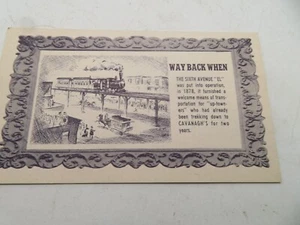 WAY BACK WHEN
THE SIXTH AVENUE "EL"
was put into operation,
in 1878, it furnished a
welcome means of trans-
portation for "up-town-
ers" who had already
been trekking down to
CAVANAGH'S for two
years.